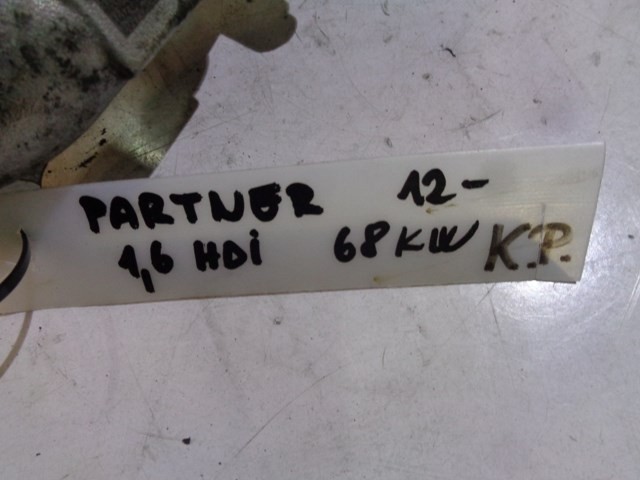 PARTNER 12-
1,6 HDi 68 KW K.P.